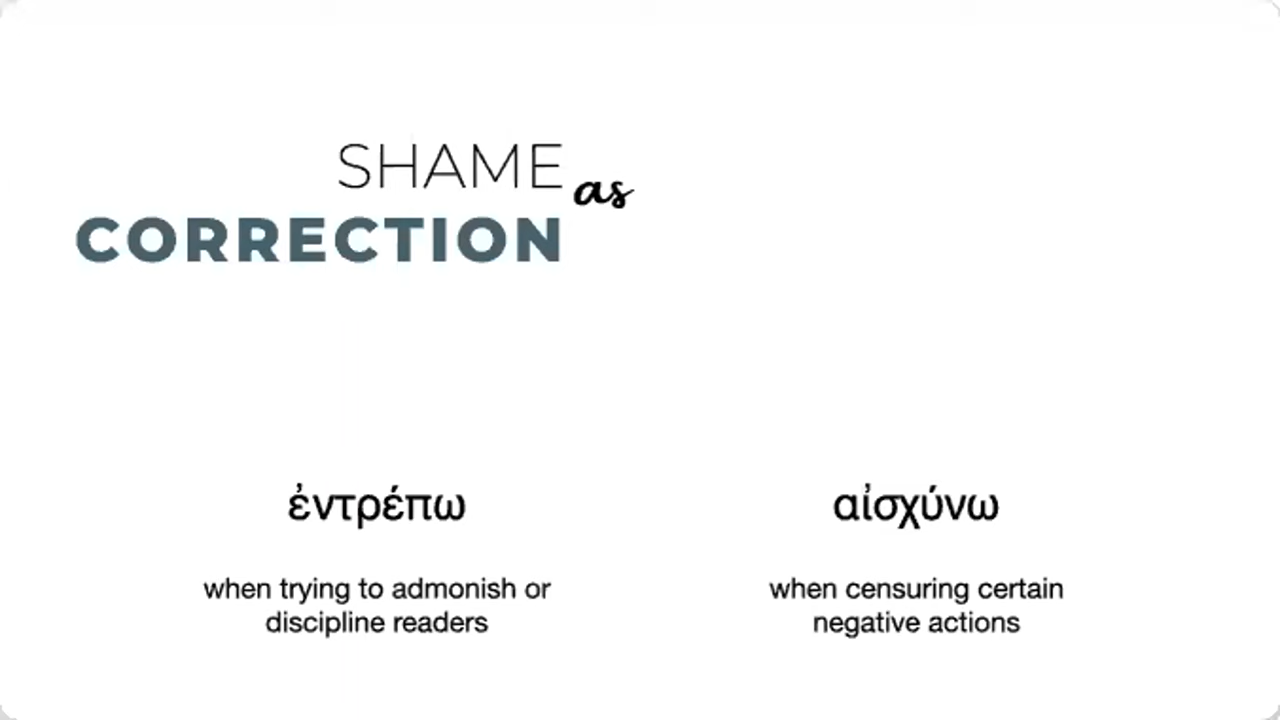 SHAME as
CORRECTION
ἐντρέπω
when trying to admonish or
discipline readers
αἰσχύνω
when censuring certain
negative actions